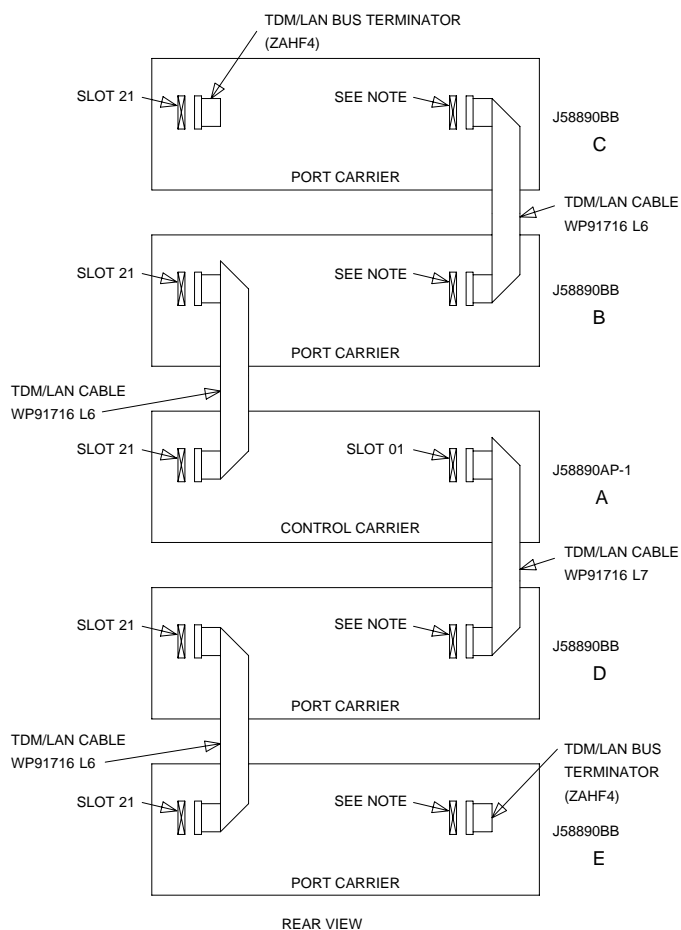 TDM/LAN BUS TERMINATOR
(ZAHF4)
SLOT 21
SEE NOTE
J58890BB
C
PORT CARRIER
TDM/LAN CABLE
WP91716 L6
SLOT 21
SEE NOTE
J58890BB
B
PORT CARRIER
TDM/LAN CABLE
WP91716 L6
SLOT 21
SLOT 01
J58890AP-1
A
CONTROL CARRIER
TDM/LAN CABLE
WP91716 L7
SLOT 21
SEE NOTE
J58890BB
D
PORT CARRIER
TDM/LAN CABLE
WP91716 L6
TDM/LAN BUS
TERMINATOR
(ZAHF4)
SLOT 21
SEE NOTE
J58890BB
E
PORT CARRIER
REAR VIEW